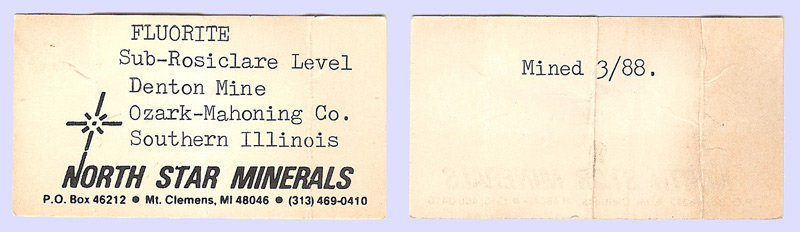 FLUORITE
Sub-Rosiclare Level
Denton Mine
Ozark-Mahoning Co.
Southern Illinois
NORTH STAR MINERALS
P.O. Box 46212 ● Mt. Clemens, MI 48046 ● (313) 469-0410
Mined 3/88.